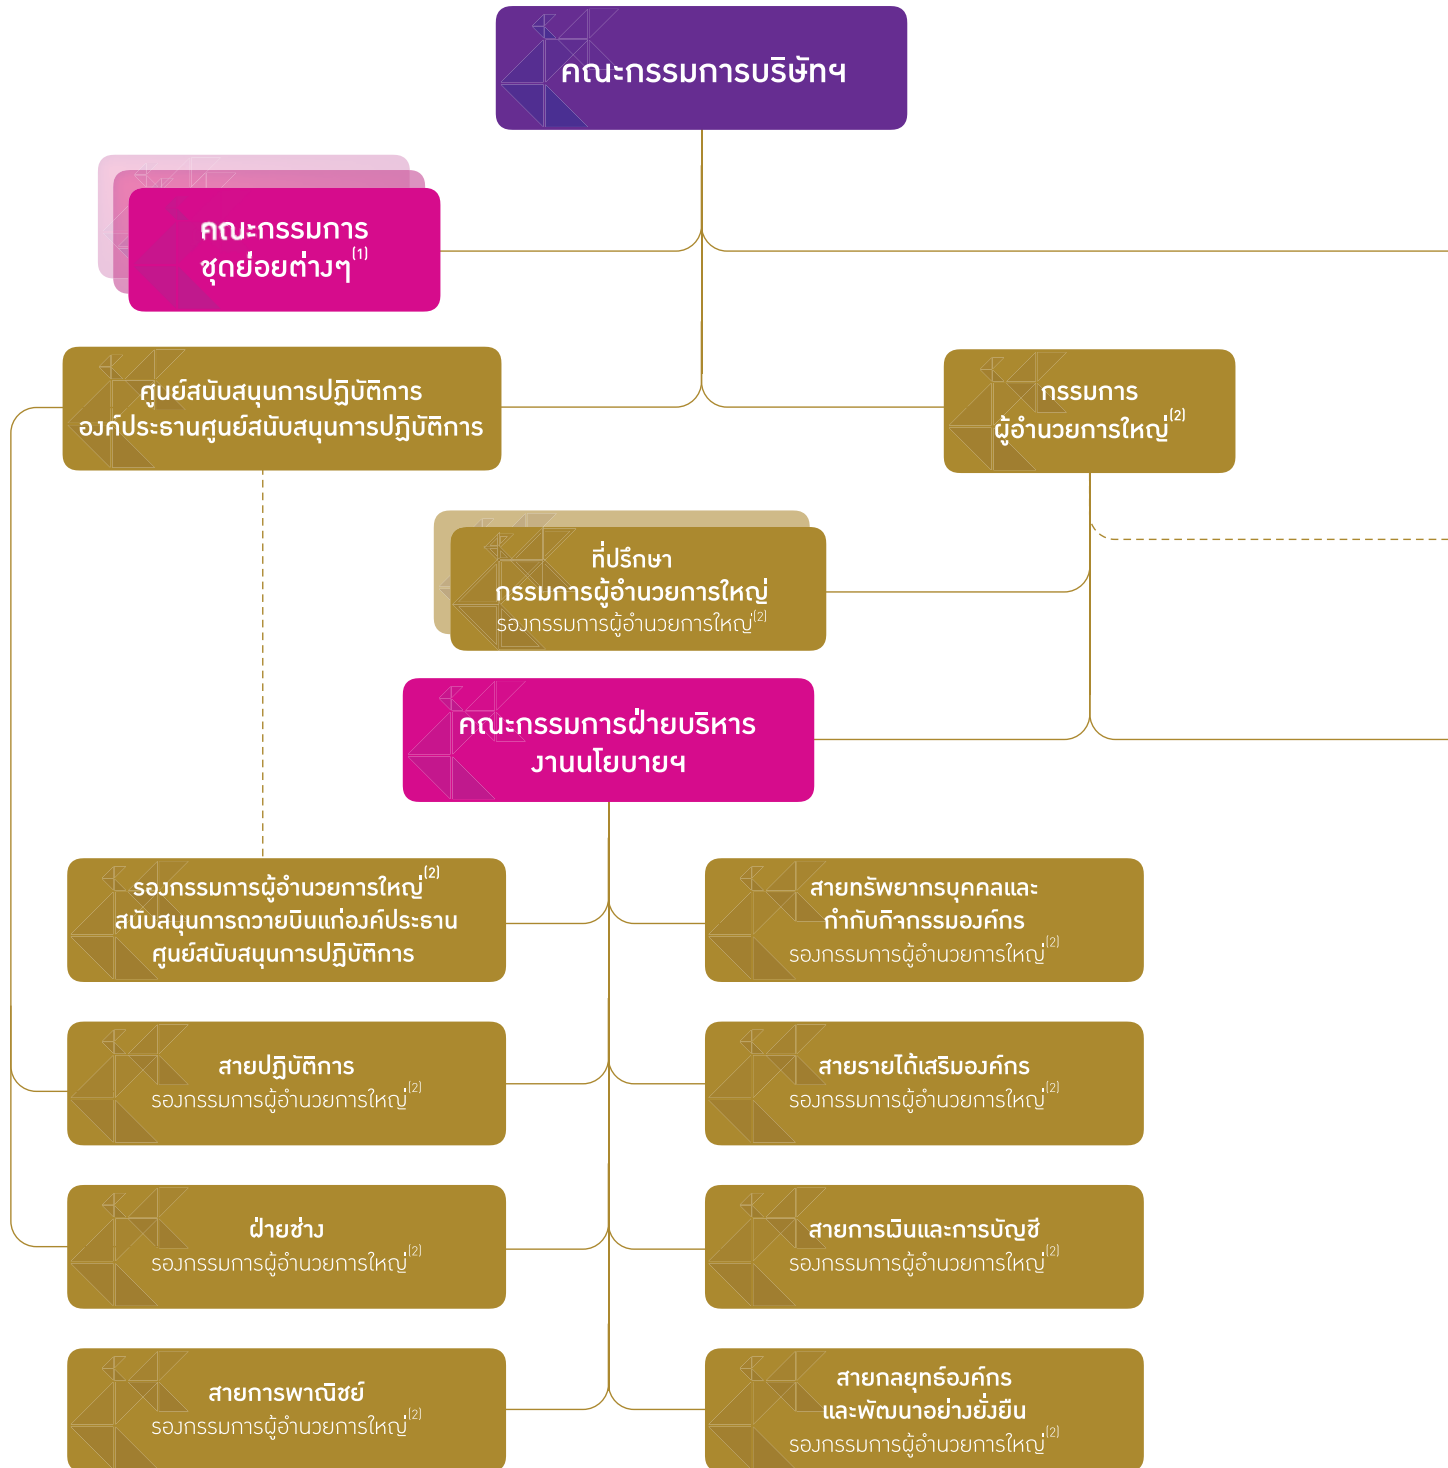 คณะกรรมการบริษัทฯ
คณะกรรมการ
ชุดย่อยต่างๆ(1)
ศูนย์สนับสนุนการปฏิบัติการ
องค์ประธานศูนย์สนับสนุนการปฏิบัติการ
กรรมการ
ผู้อำนวยการใหญ่(2)
ที่ปรึกษา
กรรมการผู้อำนวยการใหญ่
รองกรรมการผู้อำนวยการใหญ่(2)
คณะกรรมการฝ่ายบริหาร
งานนโยบายฯ
รองกรรมการผู้อำนวยการใหญ่(2)
สนับสนุนการถวายบินแก่องค์ประธาน
ศูนย์สนับสนุนการปฏิบัติการ
สายทรัพยากรบุคคลและ
กำกับกิจกรรมองค์กร
รองกรรมการผู้อำนวยการใหญ่(2)
สายปฏิบัติการ
รองกรรมการผู้อำนวยการใหญ่(2)
สายรายได้เสริมองค์กร
รองกรรมการผู้อำนวยการใหญ่(2)
ฝ่ายช่าง
รองกรรมการผู้อำนวยการใหญ่(2)
สายการเงินและการบัญชี
รองกรรมการผู้อำนวยการใหญ่(2)
สายการพาณิชย์
รองกรรมการผู้อำนวยการใหญ่(2)
สายกลยุทธ์องค์กร
และพัฒนาอย่างยั่งยืน
รองกรรมการผู้อำนวยการใหญ่(2)